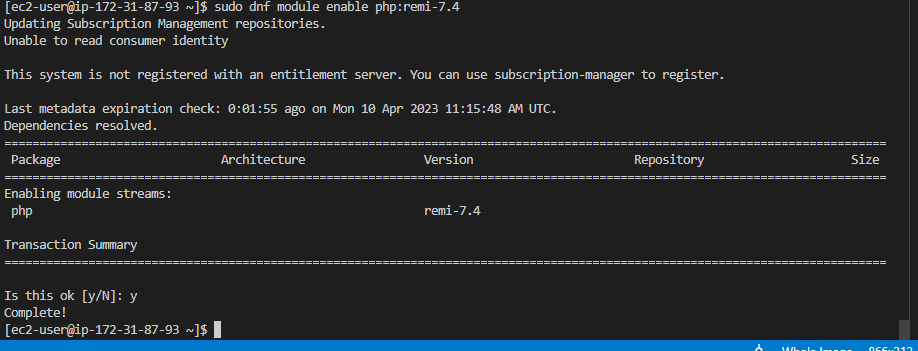 [ec2-user@ip-172-31-87-93 ~]$ sudo dnf module enable php:remi-7.4
Updating Subscription Management repositories.
Unable to read consumer identity
This system is not registered with an entitlement server. You can use subscription-manager to register.
Last metadata expiration check: 0:01:55 ago on Mon 10 Apr 2023 11:15:48 AM UTC.
Dependencies resolved.
================================================================================
Package Architecture Version Repository Size
================================================================================
Enabling module streams:
php remi-7.4
Transaction Summary
================================================================================
Is this ok [y/N]: y
Complete!
[ec2-user@ip-172-31-87-93 ~]$
Whole Image 866x313